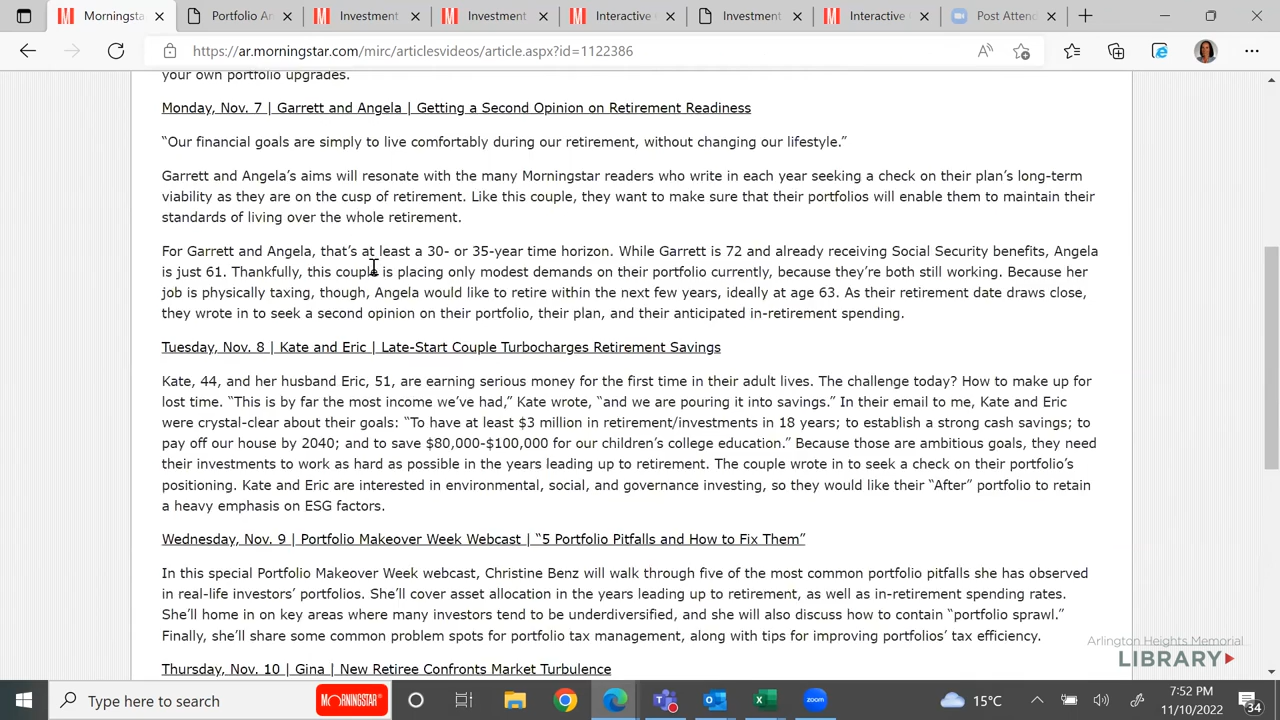 Morningsta
Portfolio An
Investment
Investment
Interactive
Investment
Interactive
Post Attend
https://ar.morningstar.com/mirc/articlesvideos/article.aspx?id=1122386
your own portfolio upgrades.
Monday, Nov. 7 | Garrett and Angela | Getting a Second Opinion on Retirement Readiness
“Our financial goals are simply to live comfortably during our retirement, without changing our lifestyle.”
Garrett and Angela’s aims will resonate with the many Morningstar readers who write in each year seeking a check on their plan’s long-term
viability as they are on the cusp of retirement. Like this couple, they want to make sure that their portfolios will enable them to maintain their
standards of living over the whole retirement.
For Garrett and Angela, that’s at least a 30- or 35-year time horizon. While Garrett is 72 and already receiving Social Security benefits, Angela
is just 61. Thankfully, this couple is placing only modest demands on their portfolio currently, because they’re both still working. Because her
job is physically taxing, though, Angela would like to retire within the next few years, ideally at age 63. As their retirement date draws close,
they wrote in to seek a second opinion on their portfolio, their plan, and their anticipated in-retirement spending.
Tuesday, Nov. 8 | Kate and Eric | Late-Start Couple Turbocharges Retirement Savings
Kate, 44, and her husband Eric, 51, are earning serious money for the first time in their adult lives. The challenge today? How to make up for
lost time. “This is by far the most income we’ve had,” Kate wrote, “and we are pouring it into savings.” In their email to me, Kate and Eric
were crystal-clear about their goals: “To have at least $3 million in retirement/investments in 18 years; to establish a strong cash savings; to
pay off our house by 2040; and to save $80,000-$100,000 for our children’s college education.” Because those are ambitious goals, they need
their investments to work as hard as possible in the years leading up to retirement. The couple wrote in to seek a check on their portfolio’s
positioning. Kate and Eric are interested in environmental, social, and governance investing, so they would like their “After” portfolio to retain
a heavy emphasis on ESG factors.
Wednesday, Nov. 9 | Portfolio Makeover Week Webcast | “5 Portfolio Pitfalls and How to Fix Them”
In this special Portfolio Makeover Week webcast, Christine Benz will walk through five of the most common portfolio pitfalls she has observed
in real-life investors’ portfolios. She’ll cover asset allocation in the years leading up to retirement, as well as in-retirement spending rates.
She’ll home in on key areas where many investors tend to be underdiversified, and she will also discuss how to contain “portfolio sprawl.”
Finally, she’ll share some common problem spots for portfolio tax management, along with tips for improving portfolios’ tax efficiency.
Thursday, Nov. 10 | Gina | New Retiree Confronts Market Turbulence
Arlington Heights Memorial
LIBRARY
Type here to search
MORNINGSTAR
zoom
15°C
7:52 PM
11/10/2022
34